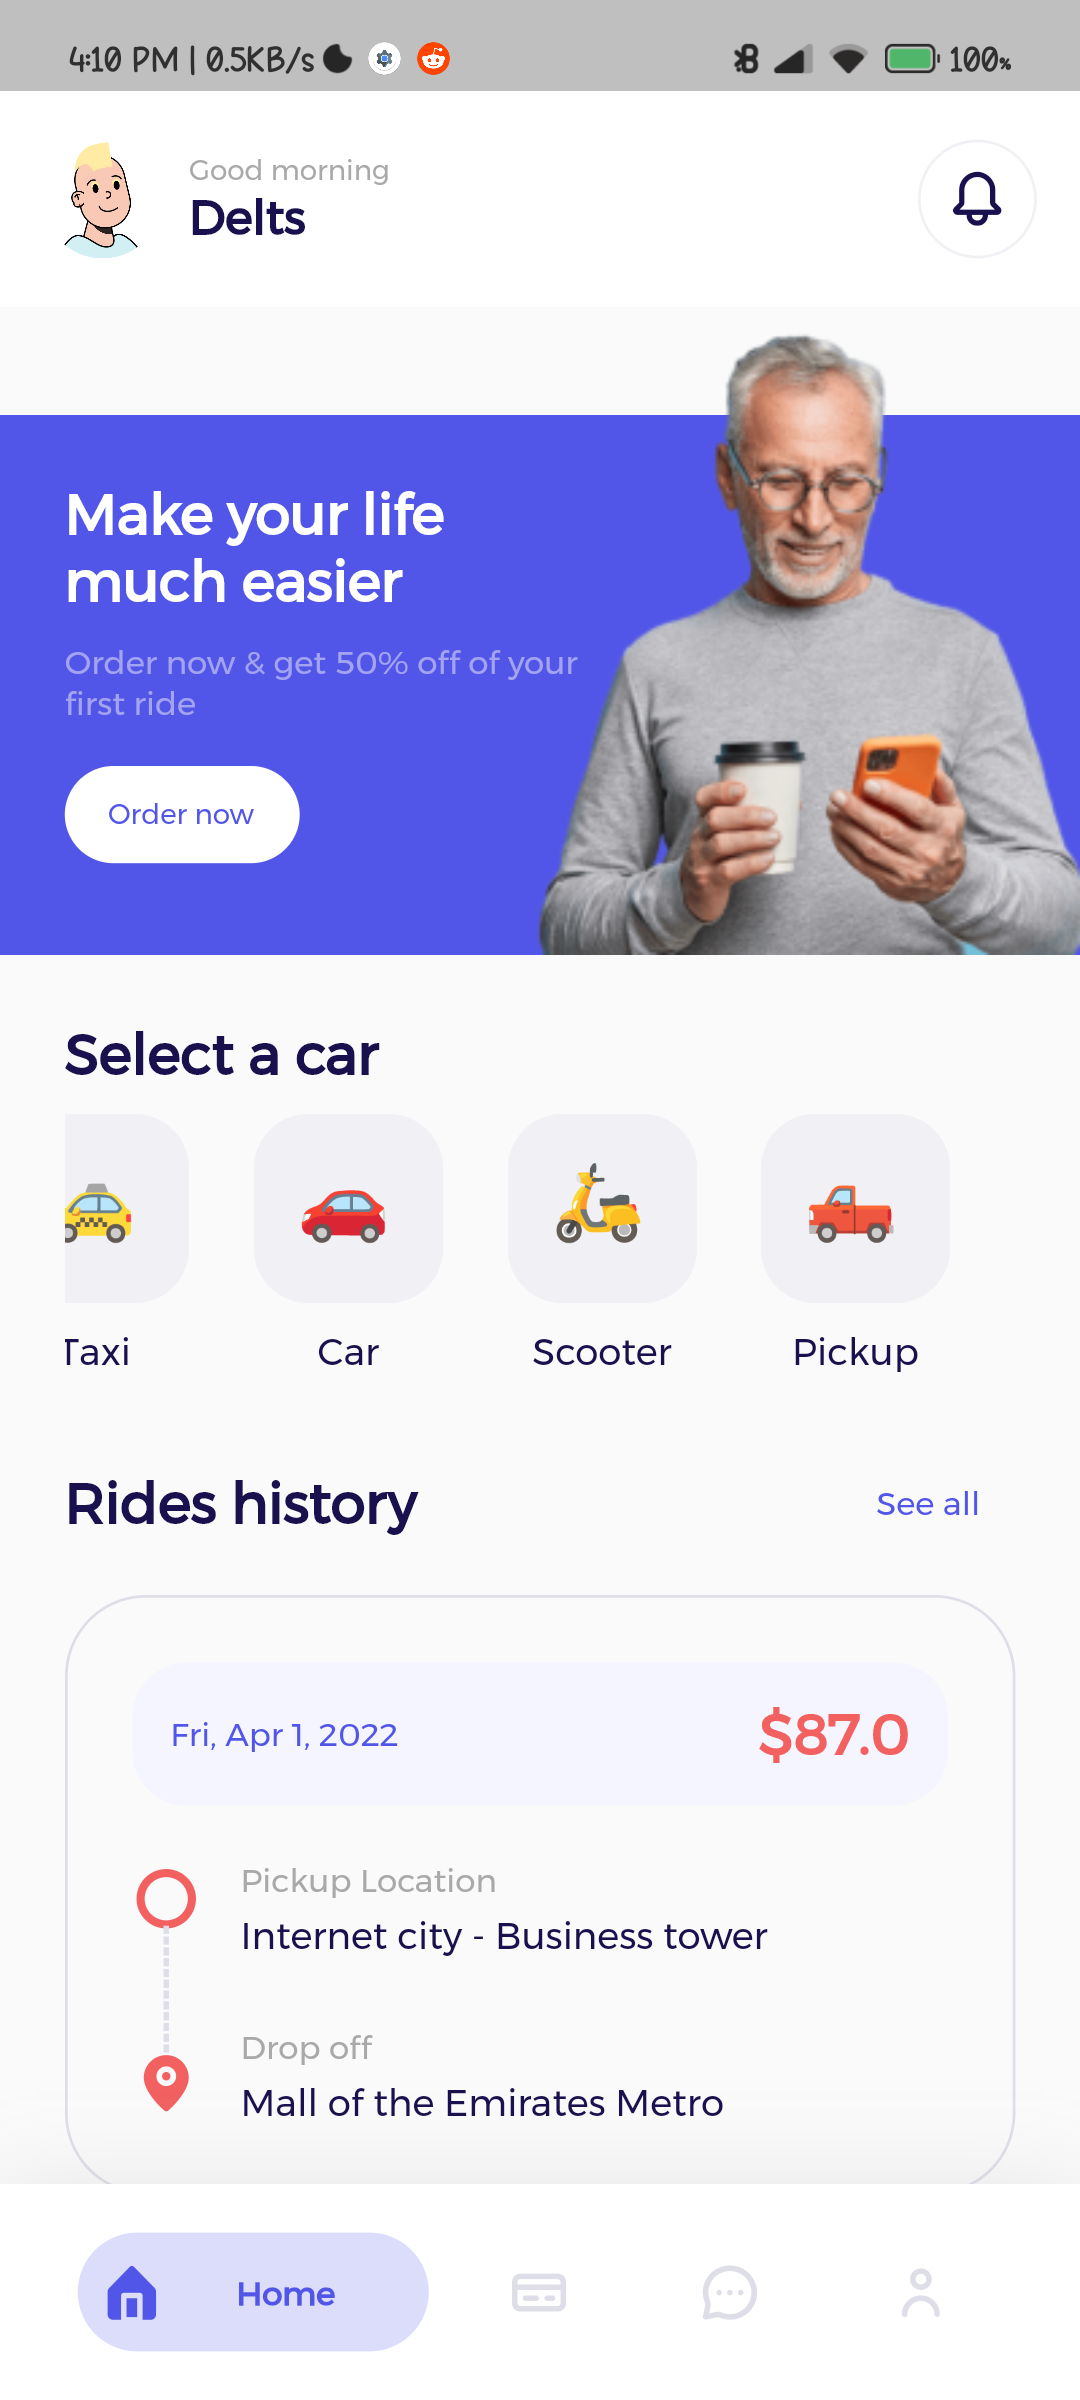 4:10 PM | 0.5KB/s
100%
Good morning
Delts
Make your life
much easier
Order now & get 50% off of your
first ride
Order now
Select a car
Taxi
Car
Scooter
Pickup
Rides history
See all
Fri, Apr 1, 2022
$87.0
Pickup Location
Internet city - Business tower
Drop off
Mall of the Emirates Metro
Home